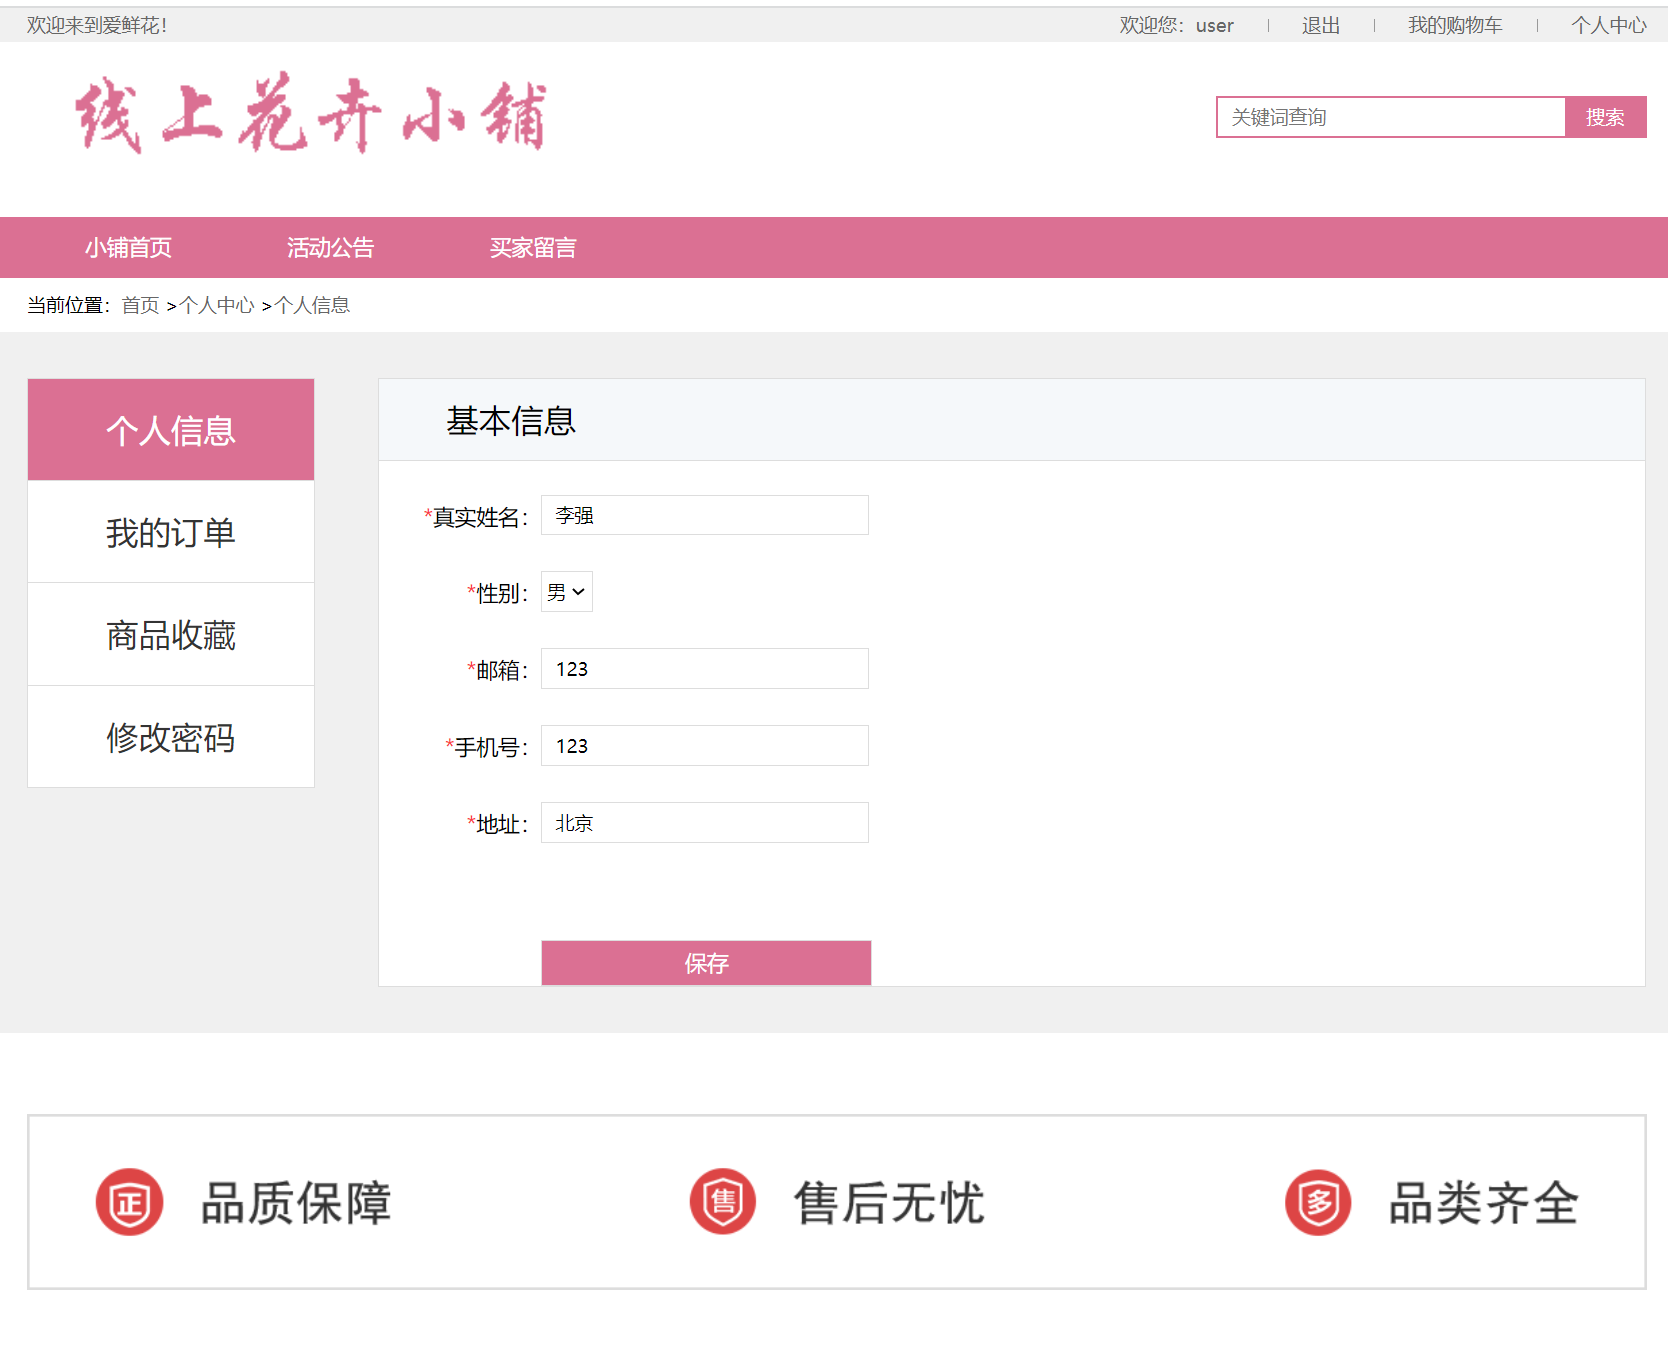 欢迎来到爱鲜花!
欢迎您：user
退出
我的购物车
个人中心
线上花卉小铺
关键词查询
搜索
小铺首页
活动公告
买家留言
当前位置：首页 >个人中心 >个人信息
个人信息
我的订单
商品收藏
修改密码
基本信息
*真实姓名： 李强
*性别： 男
*邮箱： 123
*手机号： 123
*地址： 北京
保存
正 品质保障
售 售后无忧
多 品类齐全